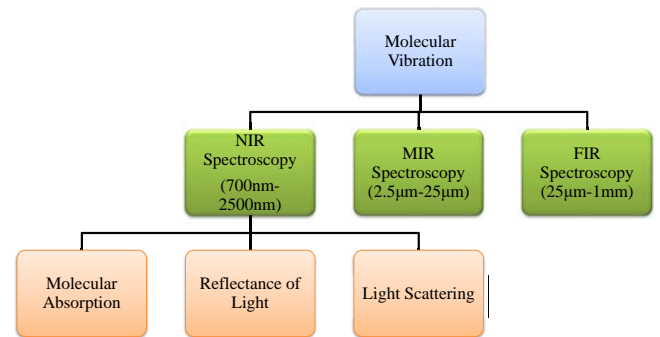 Molecular
Vibration
NIR
Spectroscopy
(700nm-
2500nm)
MIR
Spectroscopy
(2.5μm-25μm)
FIR
Spectroscopy
(25μm-1mm)
Molecular
Absorption
Reflectance of
Light
Light Scattering